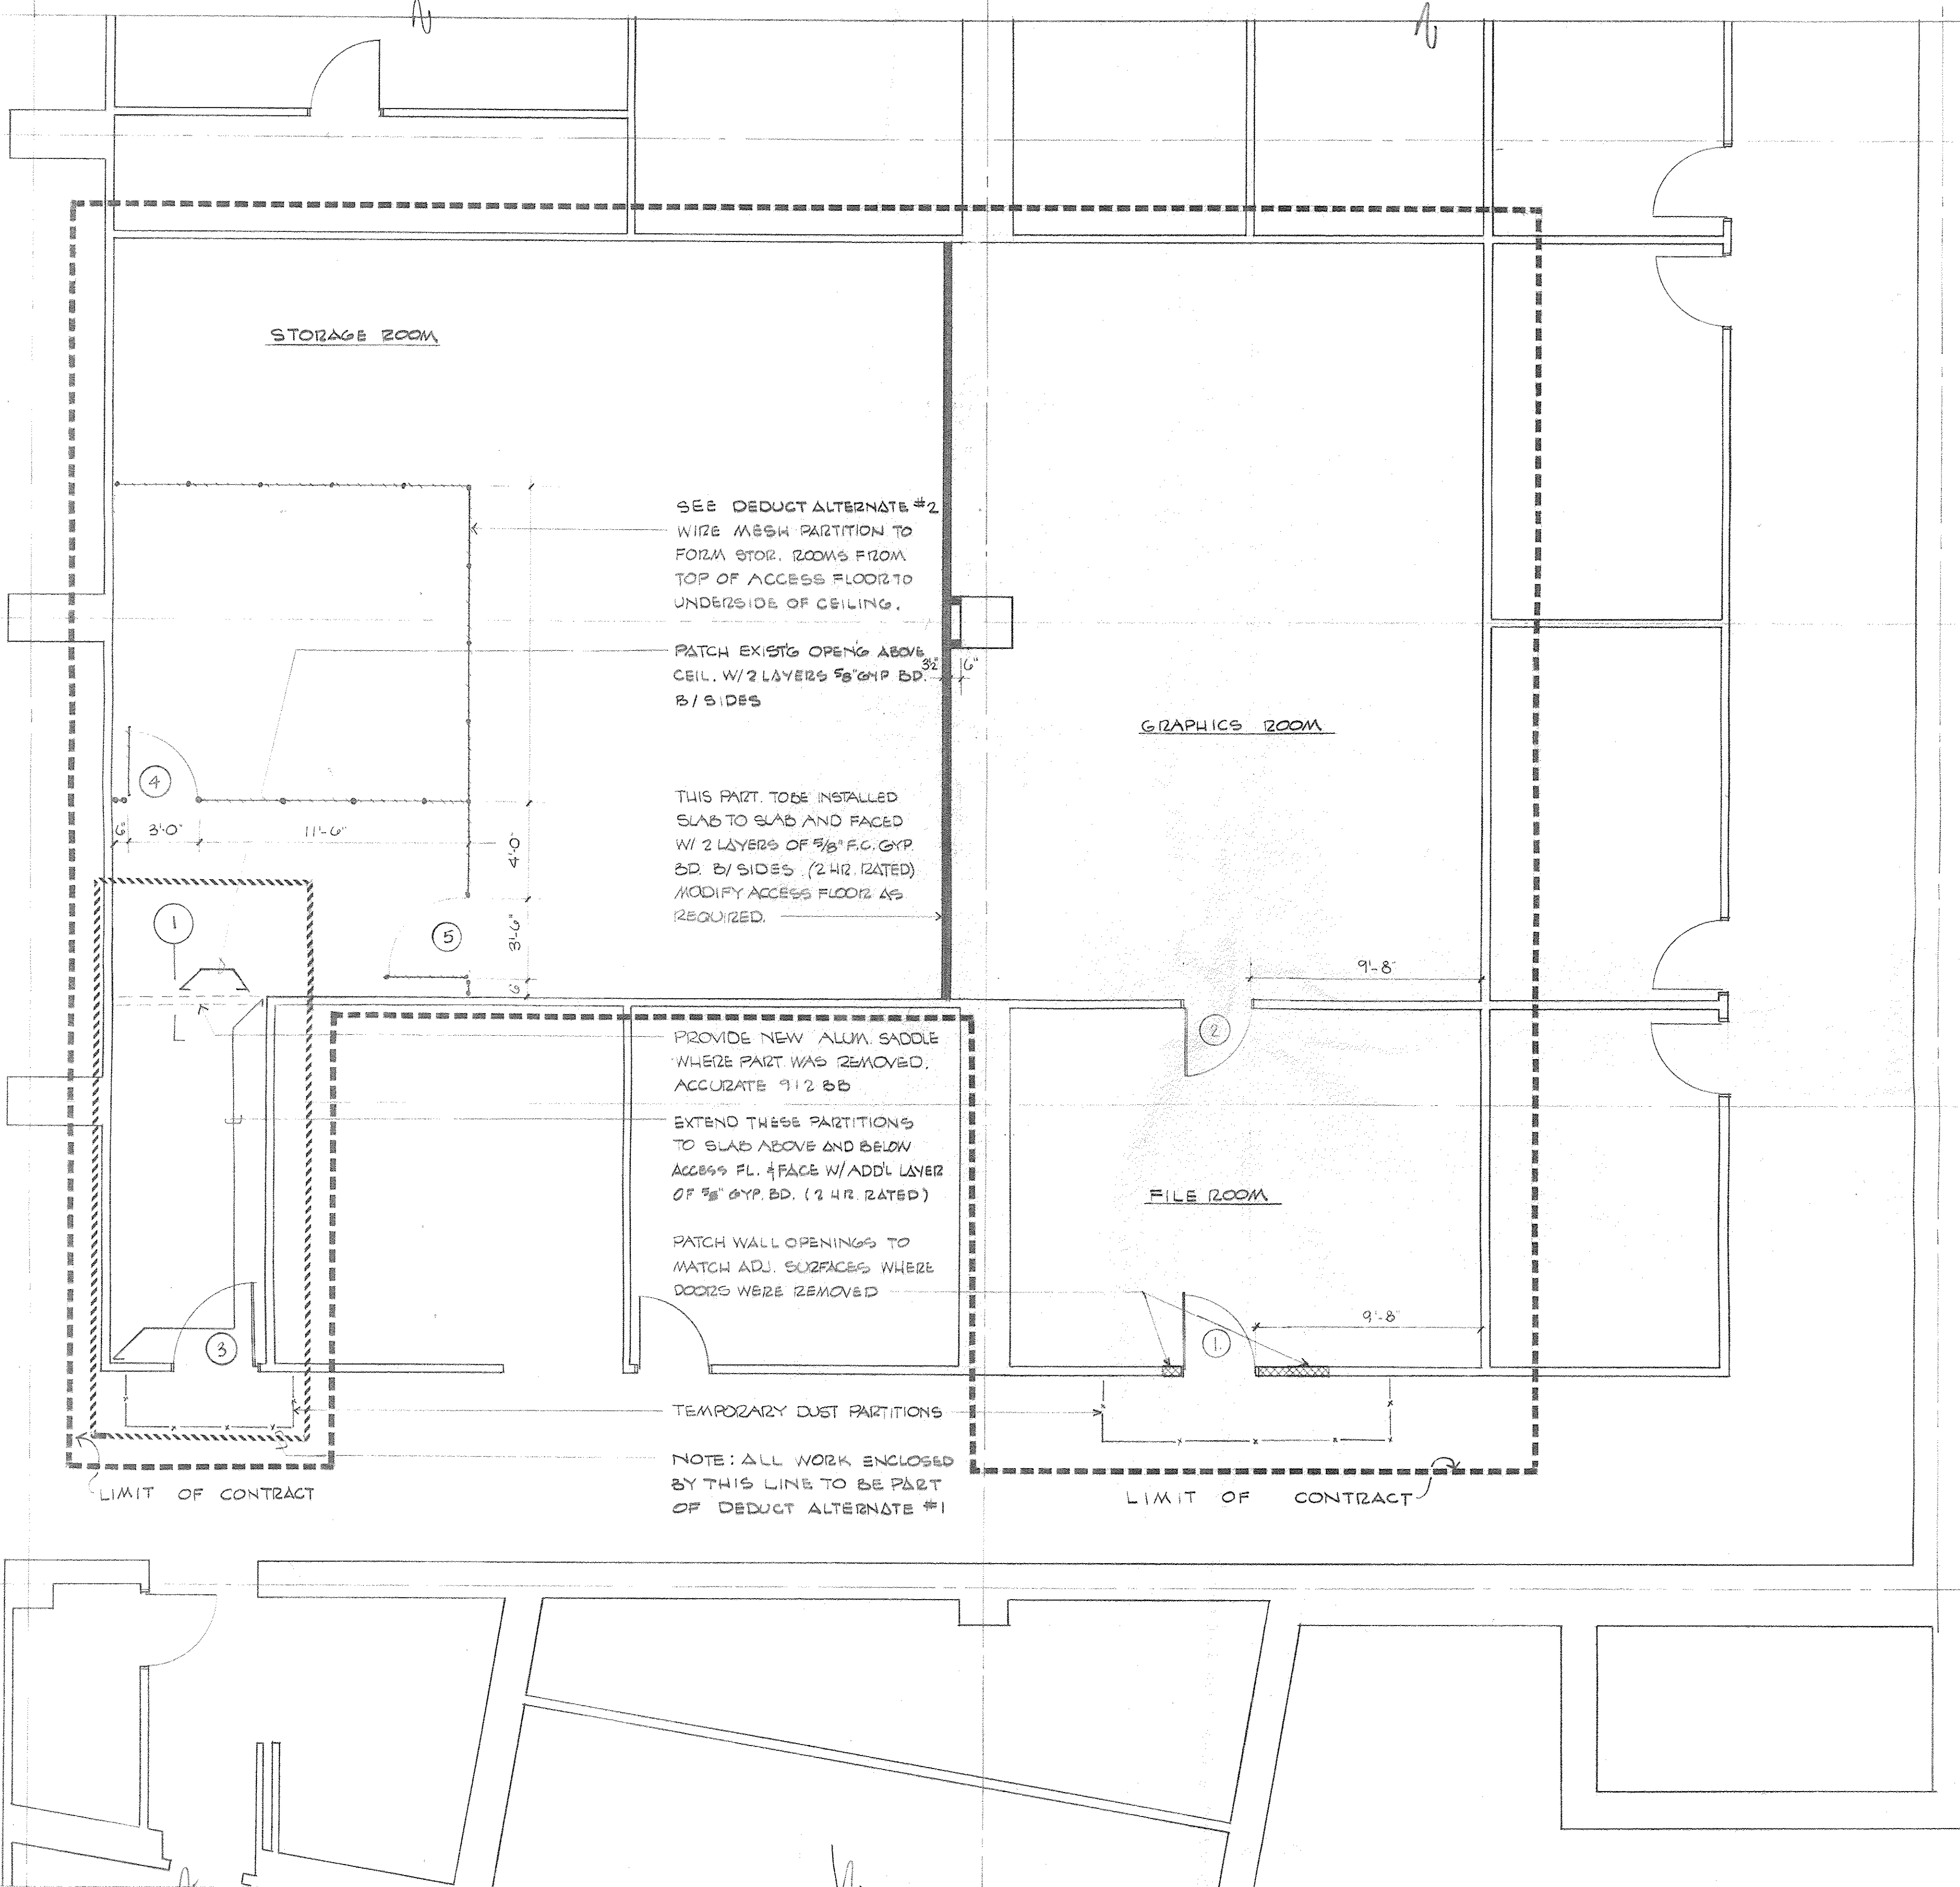 STORAGE ROOM
SEE DEDUCT ALTERNATE #2
WIRE MESH PARTITION TO
FORM STOR. ROOMS FROM
TOP OF ACCESS FLOOR TO
UNDERSIDE OF CEILING.
PATCH EXIST'G OPEN'G ABOVE
CEIL. W/ 2 LAYERS 5/8" GYP BD.
B/ SIDES
3½"
6"
GRAPHICS ROOM
4
6"
3'-0"
11'-6"
4'-0"
THIS PART. TO BE INSTALLED
SLAB TO SLAB AND FACED
W/ 2 LAYERS OF 5/8" F.C. GYP.
BD. B/ SIDES (2 HR. RATED)
MODIFY ACCESS FLOOR AS
REQUIRED.
1
5
3'-6"
6"
9'-8"
2
PROVIDE NEW ALUM. SADDLE
WHERE PART. WAS REMOVED.
ACCURATE 912 BB
EXTEND THESE PARTITIONS
TO SLAB ABOVE AND BELOW
ACCESS FL. & FACE W/ ADD'L LAYER
OF 5/8" GYP. BD. (2 HR. RATED)
FILE ROOM
PATCH WALL OPENINGS TO
MATCH ADJ. SURFACES WHERE
DOORS WERE REMOVED
9'-8"
3
1
TEMPORARY DUST PARTITIONS
NOTE: ALL WORK ENCLOSED
BY THIS LINE TO BE PART
OF DEDUCT ALTERNATE #1
LIMIT OF CONTRACT
LIMIT OF CONTRACT